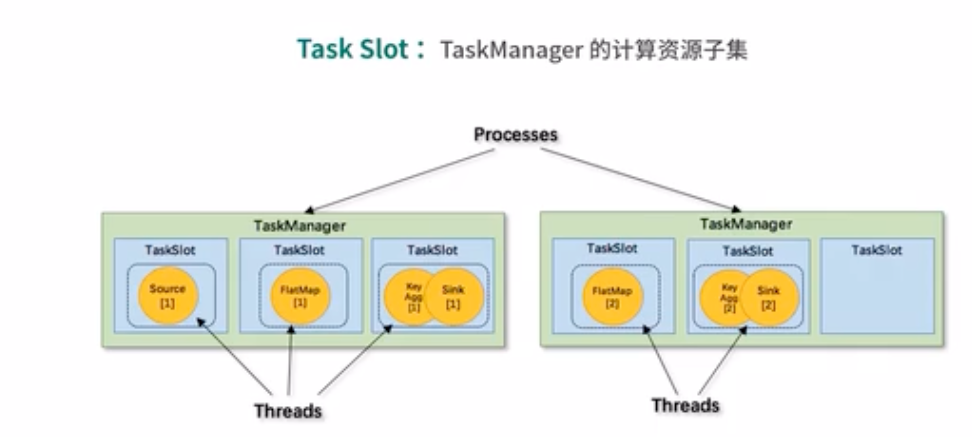 Task Slot： TaskManager 的计算资源子集
Processes
TaskManager
TaskSlot
Source
[1]
TaskSlot
FlatMap
[1]
TaskSlot
Key
Agg
[1]
Sink
[1]
Threads
TaskManager
TaskSlot
FlatMap
[2]
TaskSlot
Key
Agg
[2]
Sink
[2]
TaskSlot
Threads